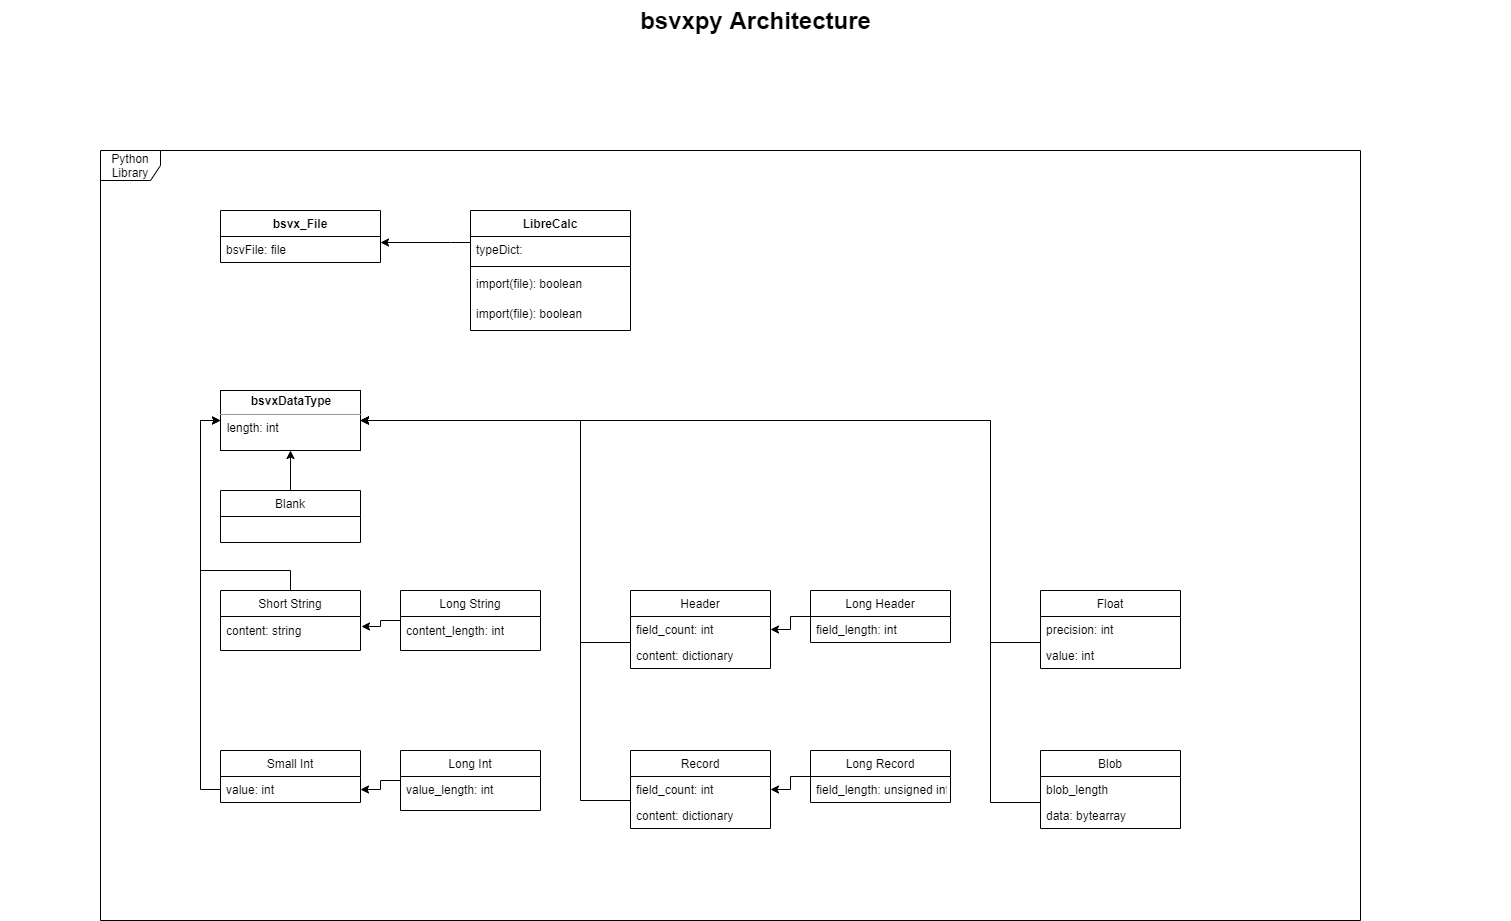 bsvxpy Architecture
Python
Library
bsvx_File
bsvFile: file
LibreCalc
typeDict:
import(file): boolean
import(file): boolean
bsvxDataType
length: int
Blank
Short String
content: string
Long String
content_length: int
Header
field_count: int
content: dictionary
Long Header
field_length: int
Float
precision: int
value: int
Small Int
value: int
Long Int
value_length: int
Record
field_count: int
content: dictionary
Long Record
field_length: unsigned int
Blob
blob_length
data: bytearray